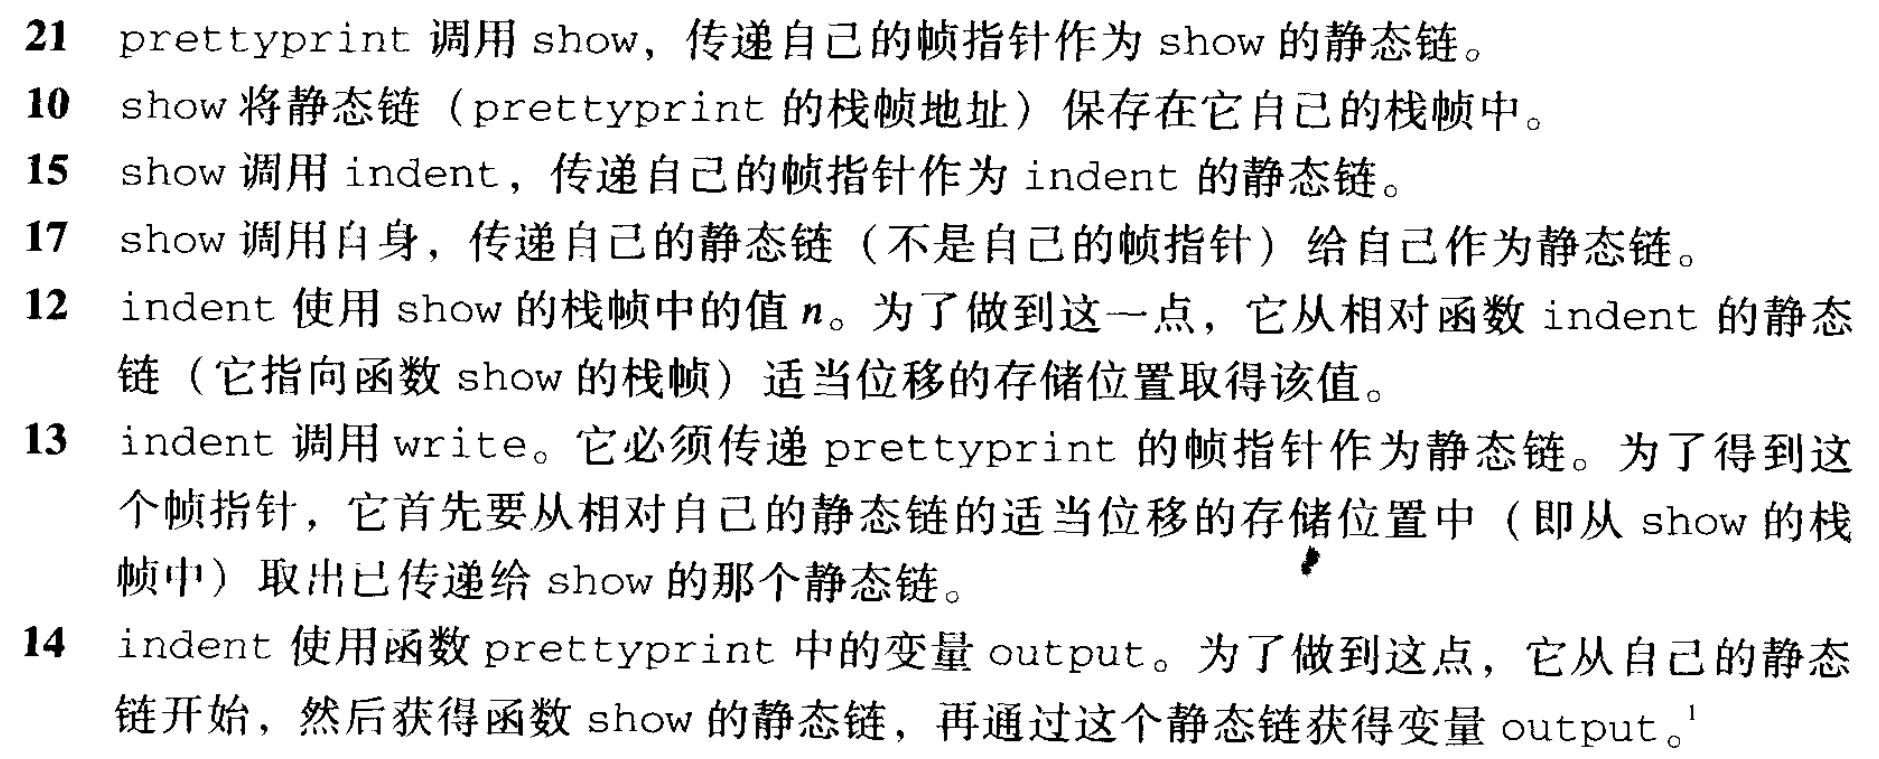 21 prettyprint 调用 show，传递自己的帧指针作为 show 的静态链。
10 show 将静态链（prettyprint 的栈帧地址）保存在它自己的栈帧中。
15 show 调用 indent，传递自己的帧指针作为 indent 的静态链。
17 show 调用自身，传递自己的静态链（不是自己的帧指针）给自己作为静态链。
12 indent 使用 show 的栈帧中的值 n。为了做到这一点，它从相对函数 indent 的静态
链（它指向函数 show 的栈帧）适当位移的存储位置取得该值。
13 indent 调用 write。它必须传递 prettyprint 的帧指针作为静态链。为了得到这
个帧指针，它首先要从相对自己的静态链的适当位移的存储位置中（即从 show 的栈
帧中）取出已传递给 show 的那个静态链。
14 indent 使用函数 prettyprint 中的变量 output。为了做到这点，它从自己的静态
链开始，然后获得函数 show 的静态链，再通过这个静态链获得变量 output。1